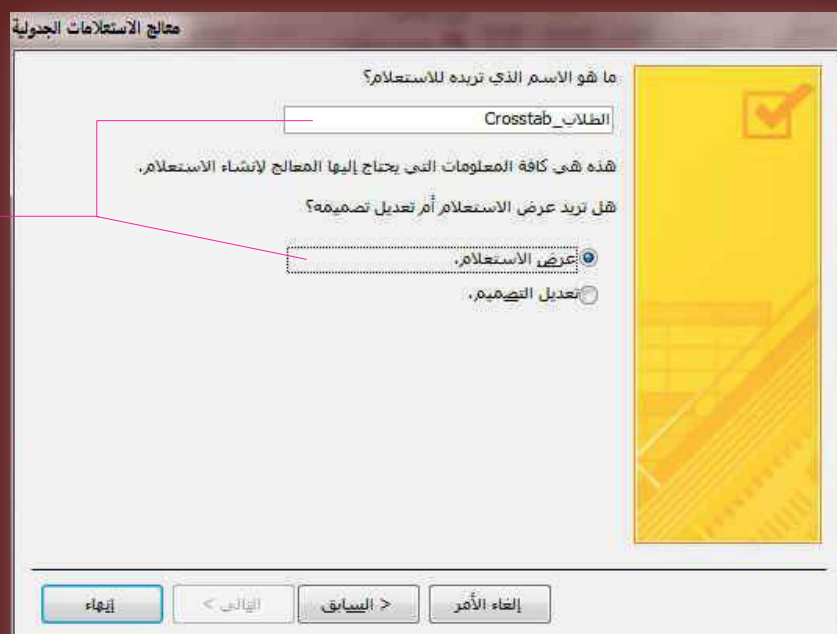 معالج الاستعلامات الجدولية
ما هو الاسم الذي تريده للاستعلام؟
الطلاب_Crosstab
هذه هي كافة المعلومات التي يحتاج إليها المعالج لإنشاء الاستعلام.
هل تريد عرض الاستعلام أم تعديل تصميمه؟
عرض الاستعلام.
تعديل التصميم.
إلغاء الأمر
< السابق
التالي >
إنهاء